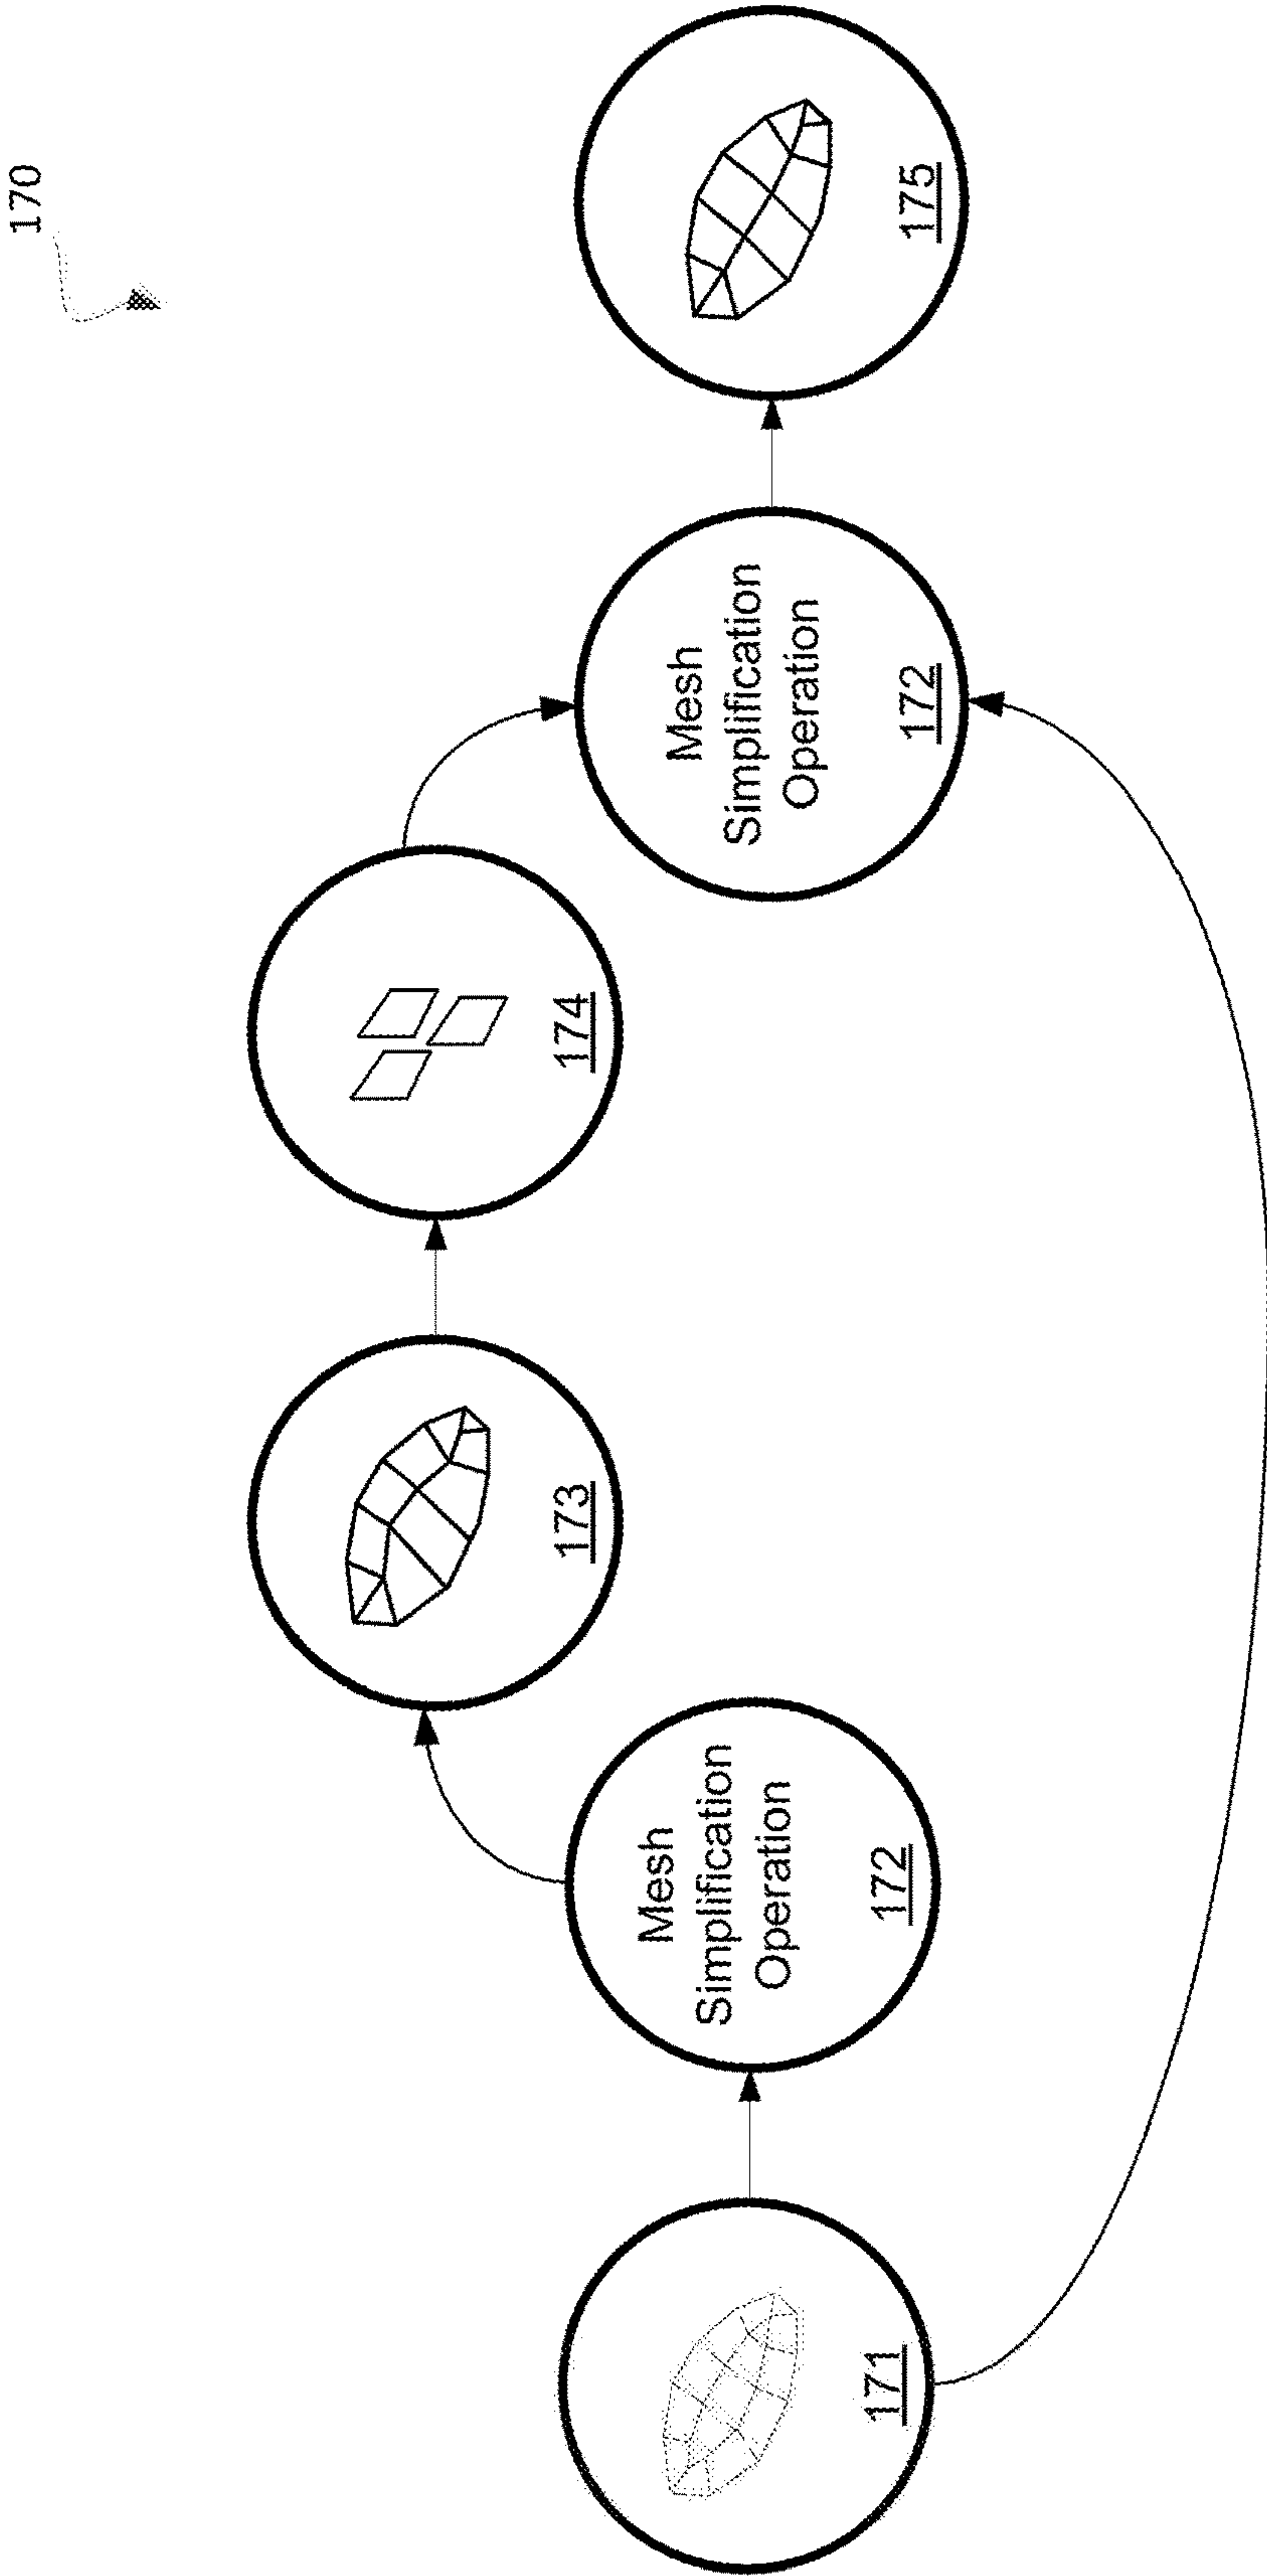 170
171
Mesh
Simplification
Operation
172
173
174
Mesh
Simplification
Operation
172
175